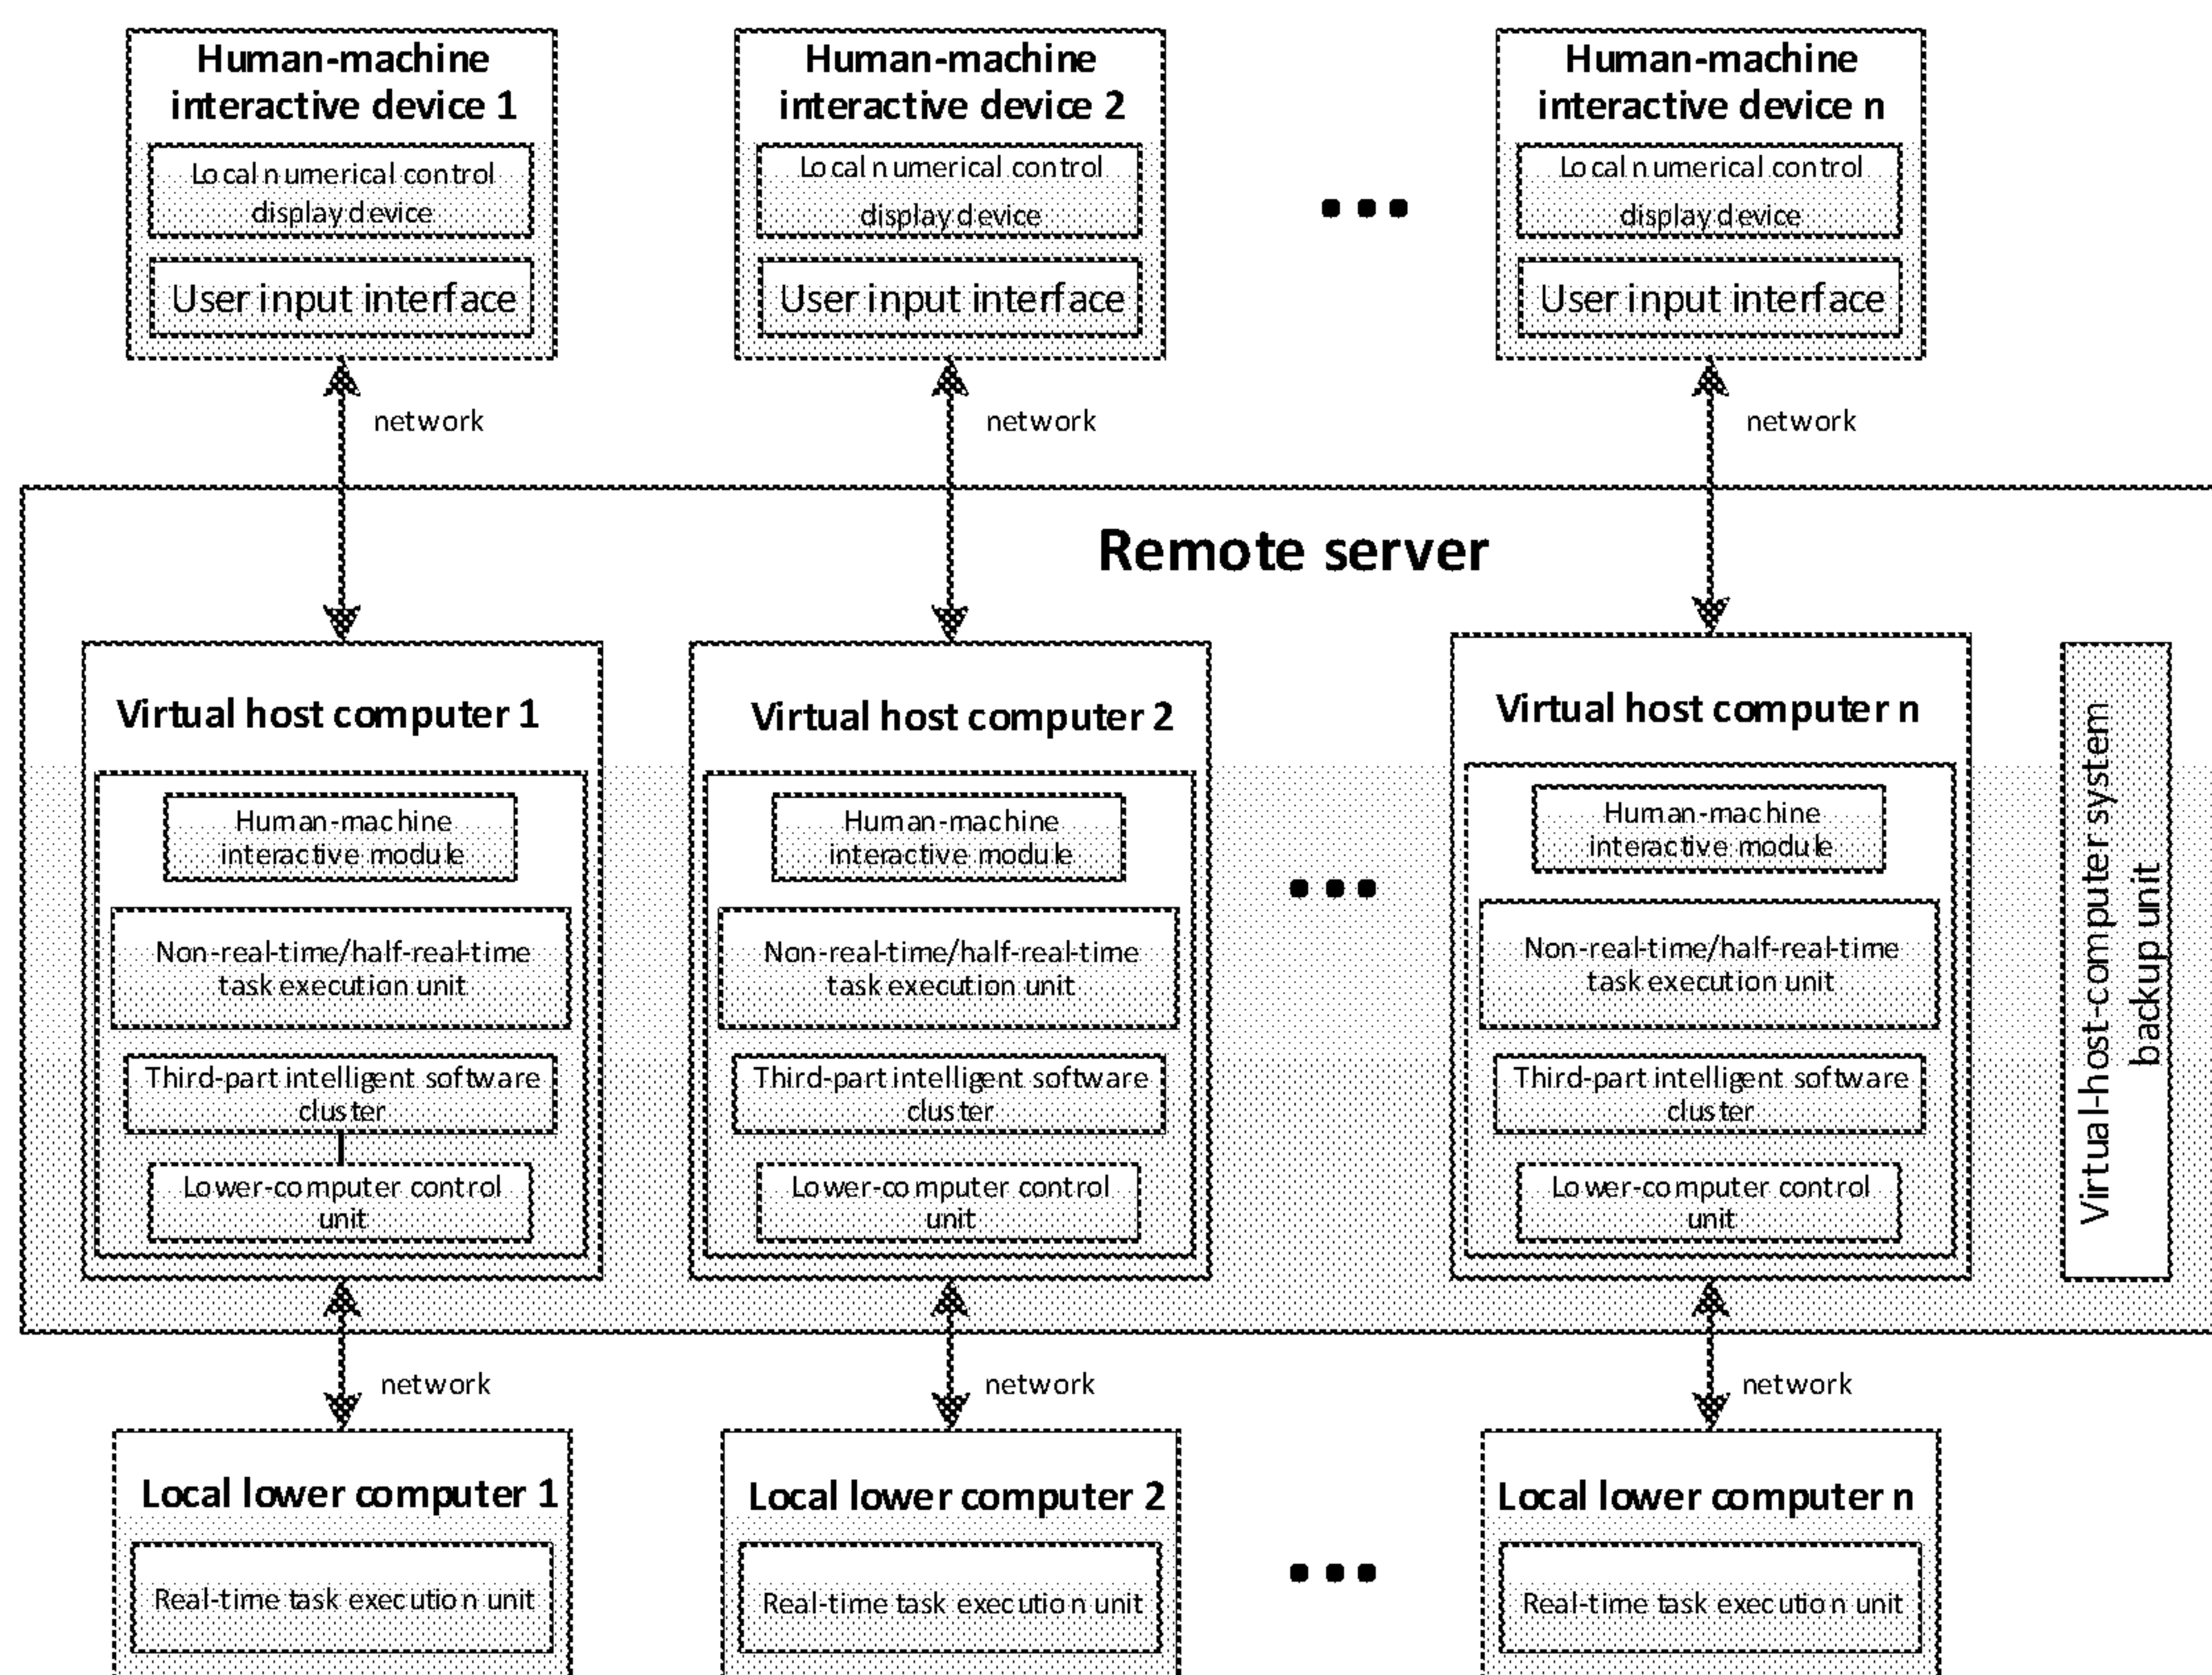 Human-machine
interactive device 1
Local numerical control
display device
User input interface
Human-machine
interactive device 2
Local numerical control
display device
User input interface
Human-machine
interactive device n
Local numerical control
display device
User input interface
network
network
network
Remote server
Virtual host computer 1
Human-machine
interactive module
Non-real-time/half-real-time
task execution unit
Third-part intelligent software
cluster
Lower-computer control
unit
Virtual host computer 2
Human-machine
interactive module
Non-real-time/half-real-time
task execution unit
Third-part intelligent software
cluster
Lower-computer control
unit
Virtual host computer n
Human-machine
interactive module
Non-real-time/half-real-time
task execution unit
Third-part intelligent software
cluster
Lower-computer control
unit
Virtual-host-computer system
backup unit
network
network
network
Local lower computer 1
Real-time task execution unit
Local lower computer 2
Real-time task execution unit
Local lower computer n
Real-time task execution unit